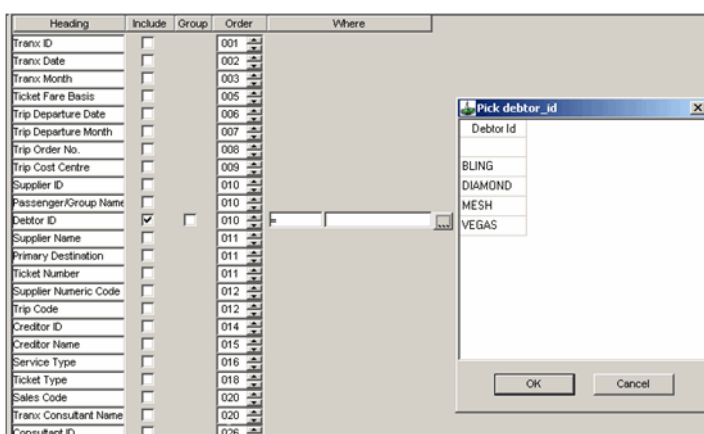 Heading Include Group Order Where
Tranx ID 001
Tranx Date 002
Tranx Month 003
Ticket Fare Basis 005
Trip Departure Date 006
Trip Departure Month 007
Trip Order No. 008
Trip Cost Centre 009
Supplier ID 010
Passenger/Group Name 010
Debtor ID 010 = ...
Supplier Name 011
Primary Destination 011
Ticket Number 011
Supplier Numeric Code 012
Trip Code 012
Creditor ID 014
Creditor Name 015
Service Type 016
Ticket Type 018
Sales Code 020
Tranx Consultant Name 020
Consultant ID 026
Pick debtor_id
Debtor Id
BLING
DIAMOND
MESH
VEGAS
OK Cancel